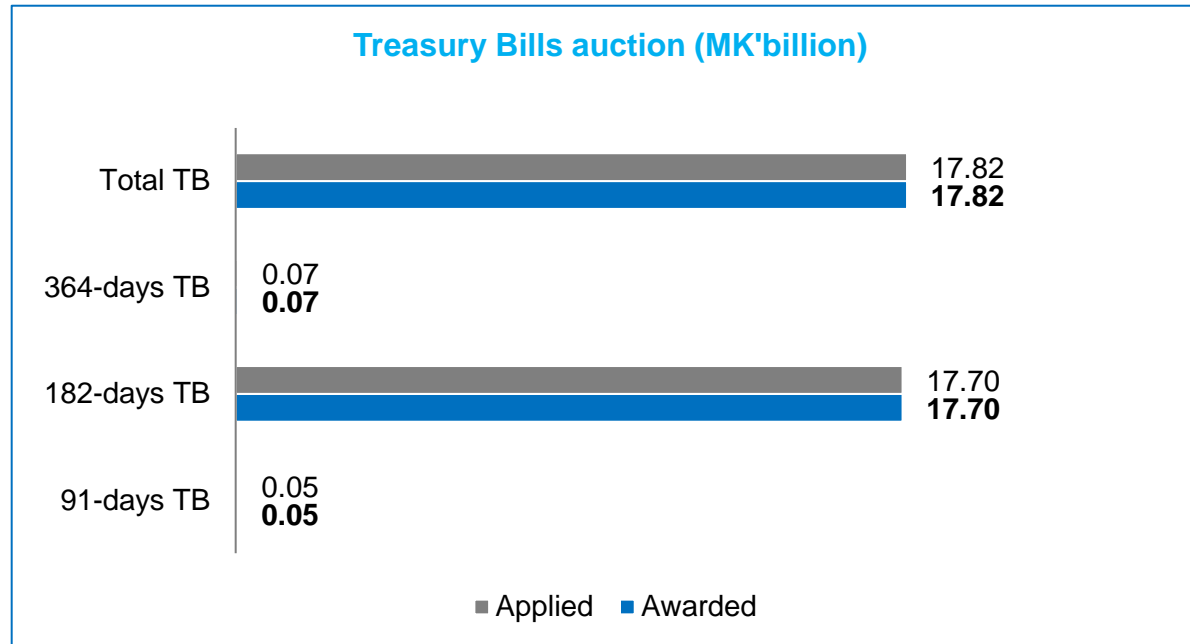 Treasury Bills auction (MK'billion)
Total TB
17.82
17.82
364-days TB
0.07
0.07
182-days TB
17.70
17.70
91-days TB
0.05
0.05
Applied Awarded